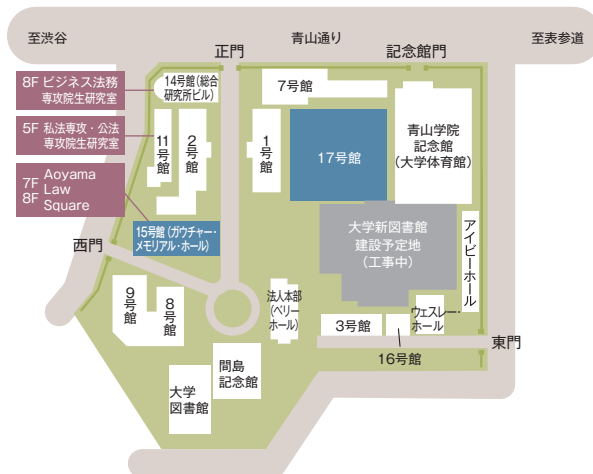 至渋谷
正門
青山通り
記念館門
至表参道
8F ビジネス法務
専攻院生研究室
5F 私法専攻・公法
専攻院生研究室
7F
8F
Aoyama
Law
Square
14号館(総合
研究所ビル)
11号館
2号館
1号館
7号館
17号館
青山学院
記念館
(大学体育館)
15号館(ガウチャー・
メモリアル・ホール)
大学新図書館
建設予定地
(工事中)
アイビーホール
西門
9号館
8号館
法人本部
(ベリー
ホール)
3号館
ウェスレー・
ホール
16号館
東門
間島
記念館
大学
図書館